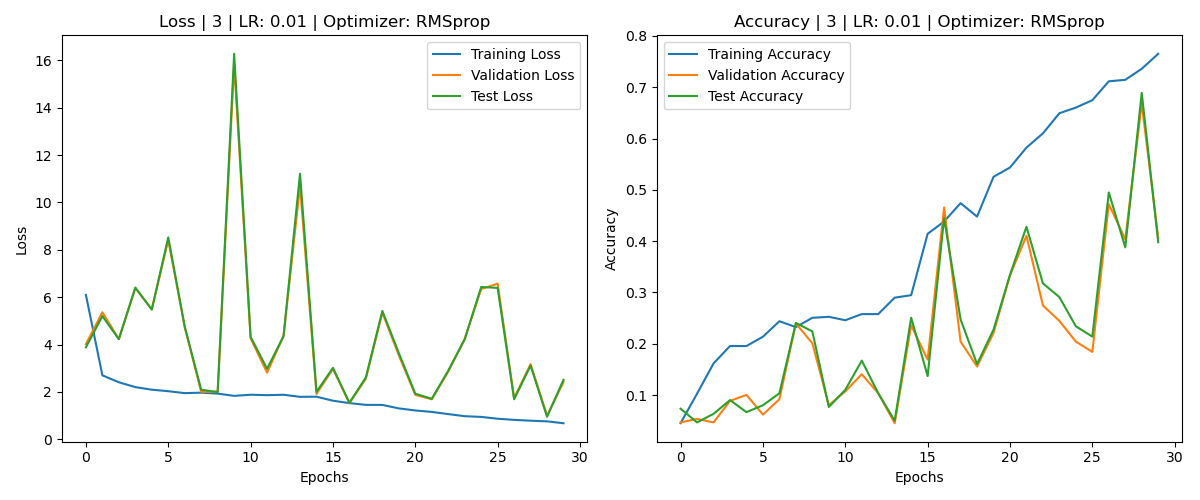 Loss | 3 | LR: 0.01 | Optimizer: RMSprop
Training Loss
Validation Loss
Test Loss
Loss
16
14
12
10
8
6
4
2
0
0 5 10 15 20 25 30
Epochs
Accuracy | 3 | LR: 0.01 | Optimizer: RMSprop
Training Accuracy
Validation Accuracy
Test Accuracy
Accuracy
0.8
0.7
0.6
0.5
0.4
0.3
0.2
0.1
0 5 10 15 20 25 30
Epochs